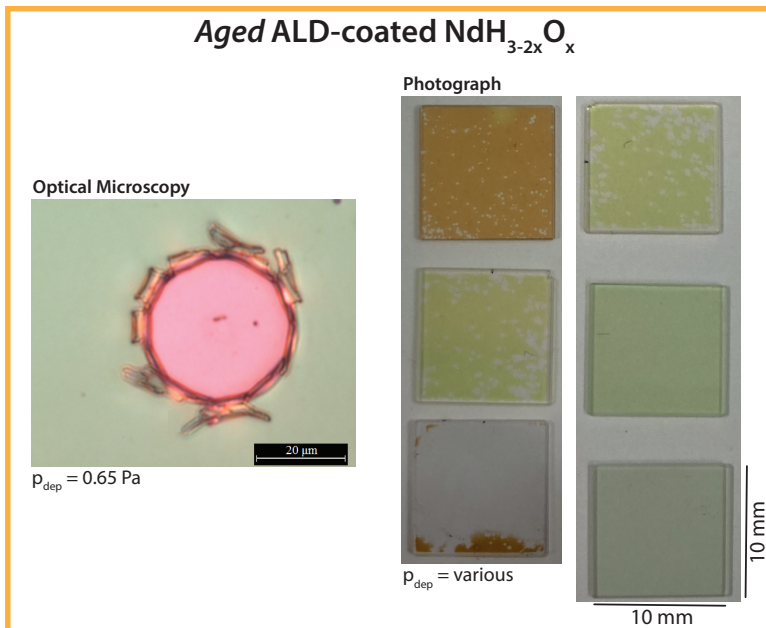 Aged ALD-coated NdH3-2xOx
Photograph
Optical Microscopy
20 μm
pdep = 0.65 Pa
pdep = various
10 mm
10 mm